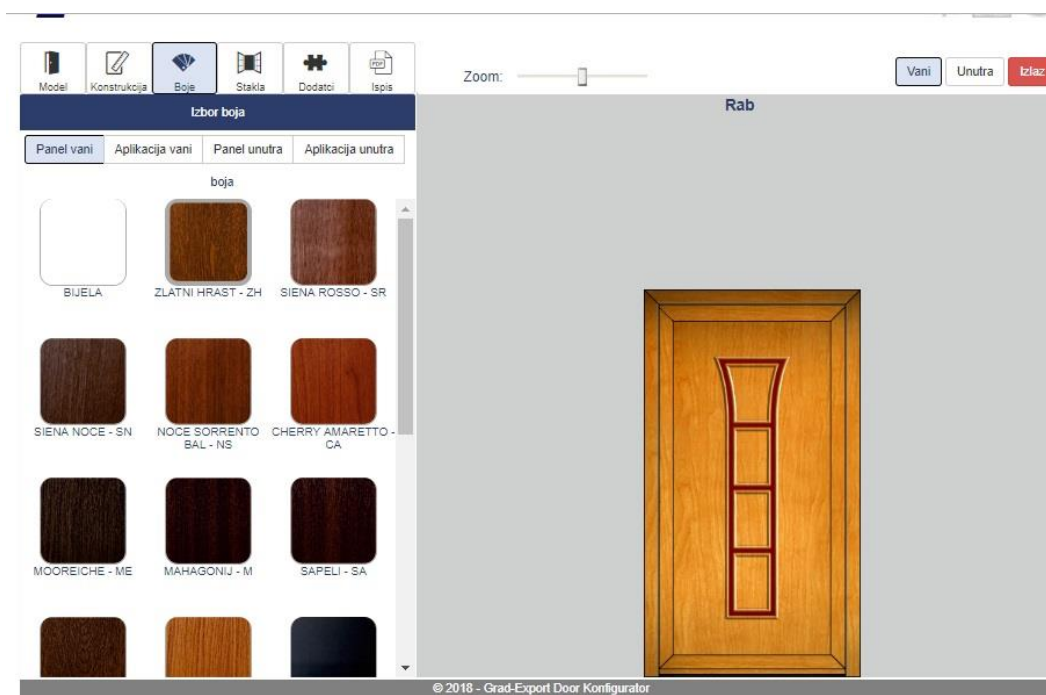 Model Konstrukcija Boje Stakla Dodatci Ispis
PDF
Zoom:
Vani Unutra Izlaz
Izbor boja
Rab
Panel vani Aplikacija vani Panel unutra Aplikacija unutra
boja
BIJELA ZLATNI HRAST - ZH SIENA ROSSO - SR
SIENA NOCE - SN NOCE SORRENTO CHERRY AMARETTO -
BAL - NS CA
MOOREICHE - ME MAHAGONIJ - M SAPELI - SA
© 2018 - Grad-Export Door Konfigurator